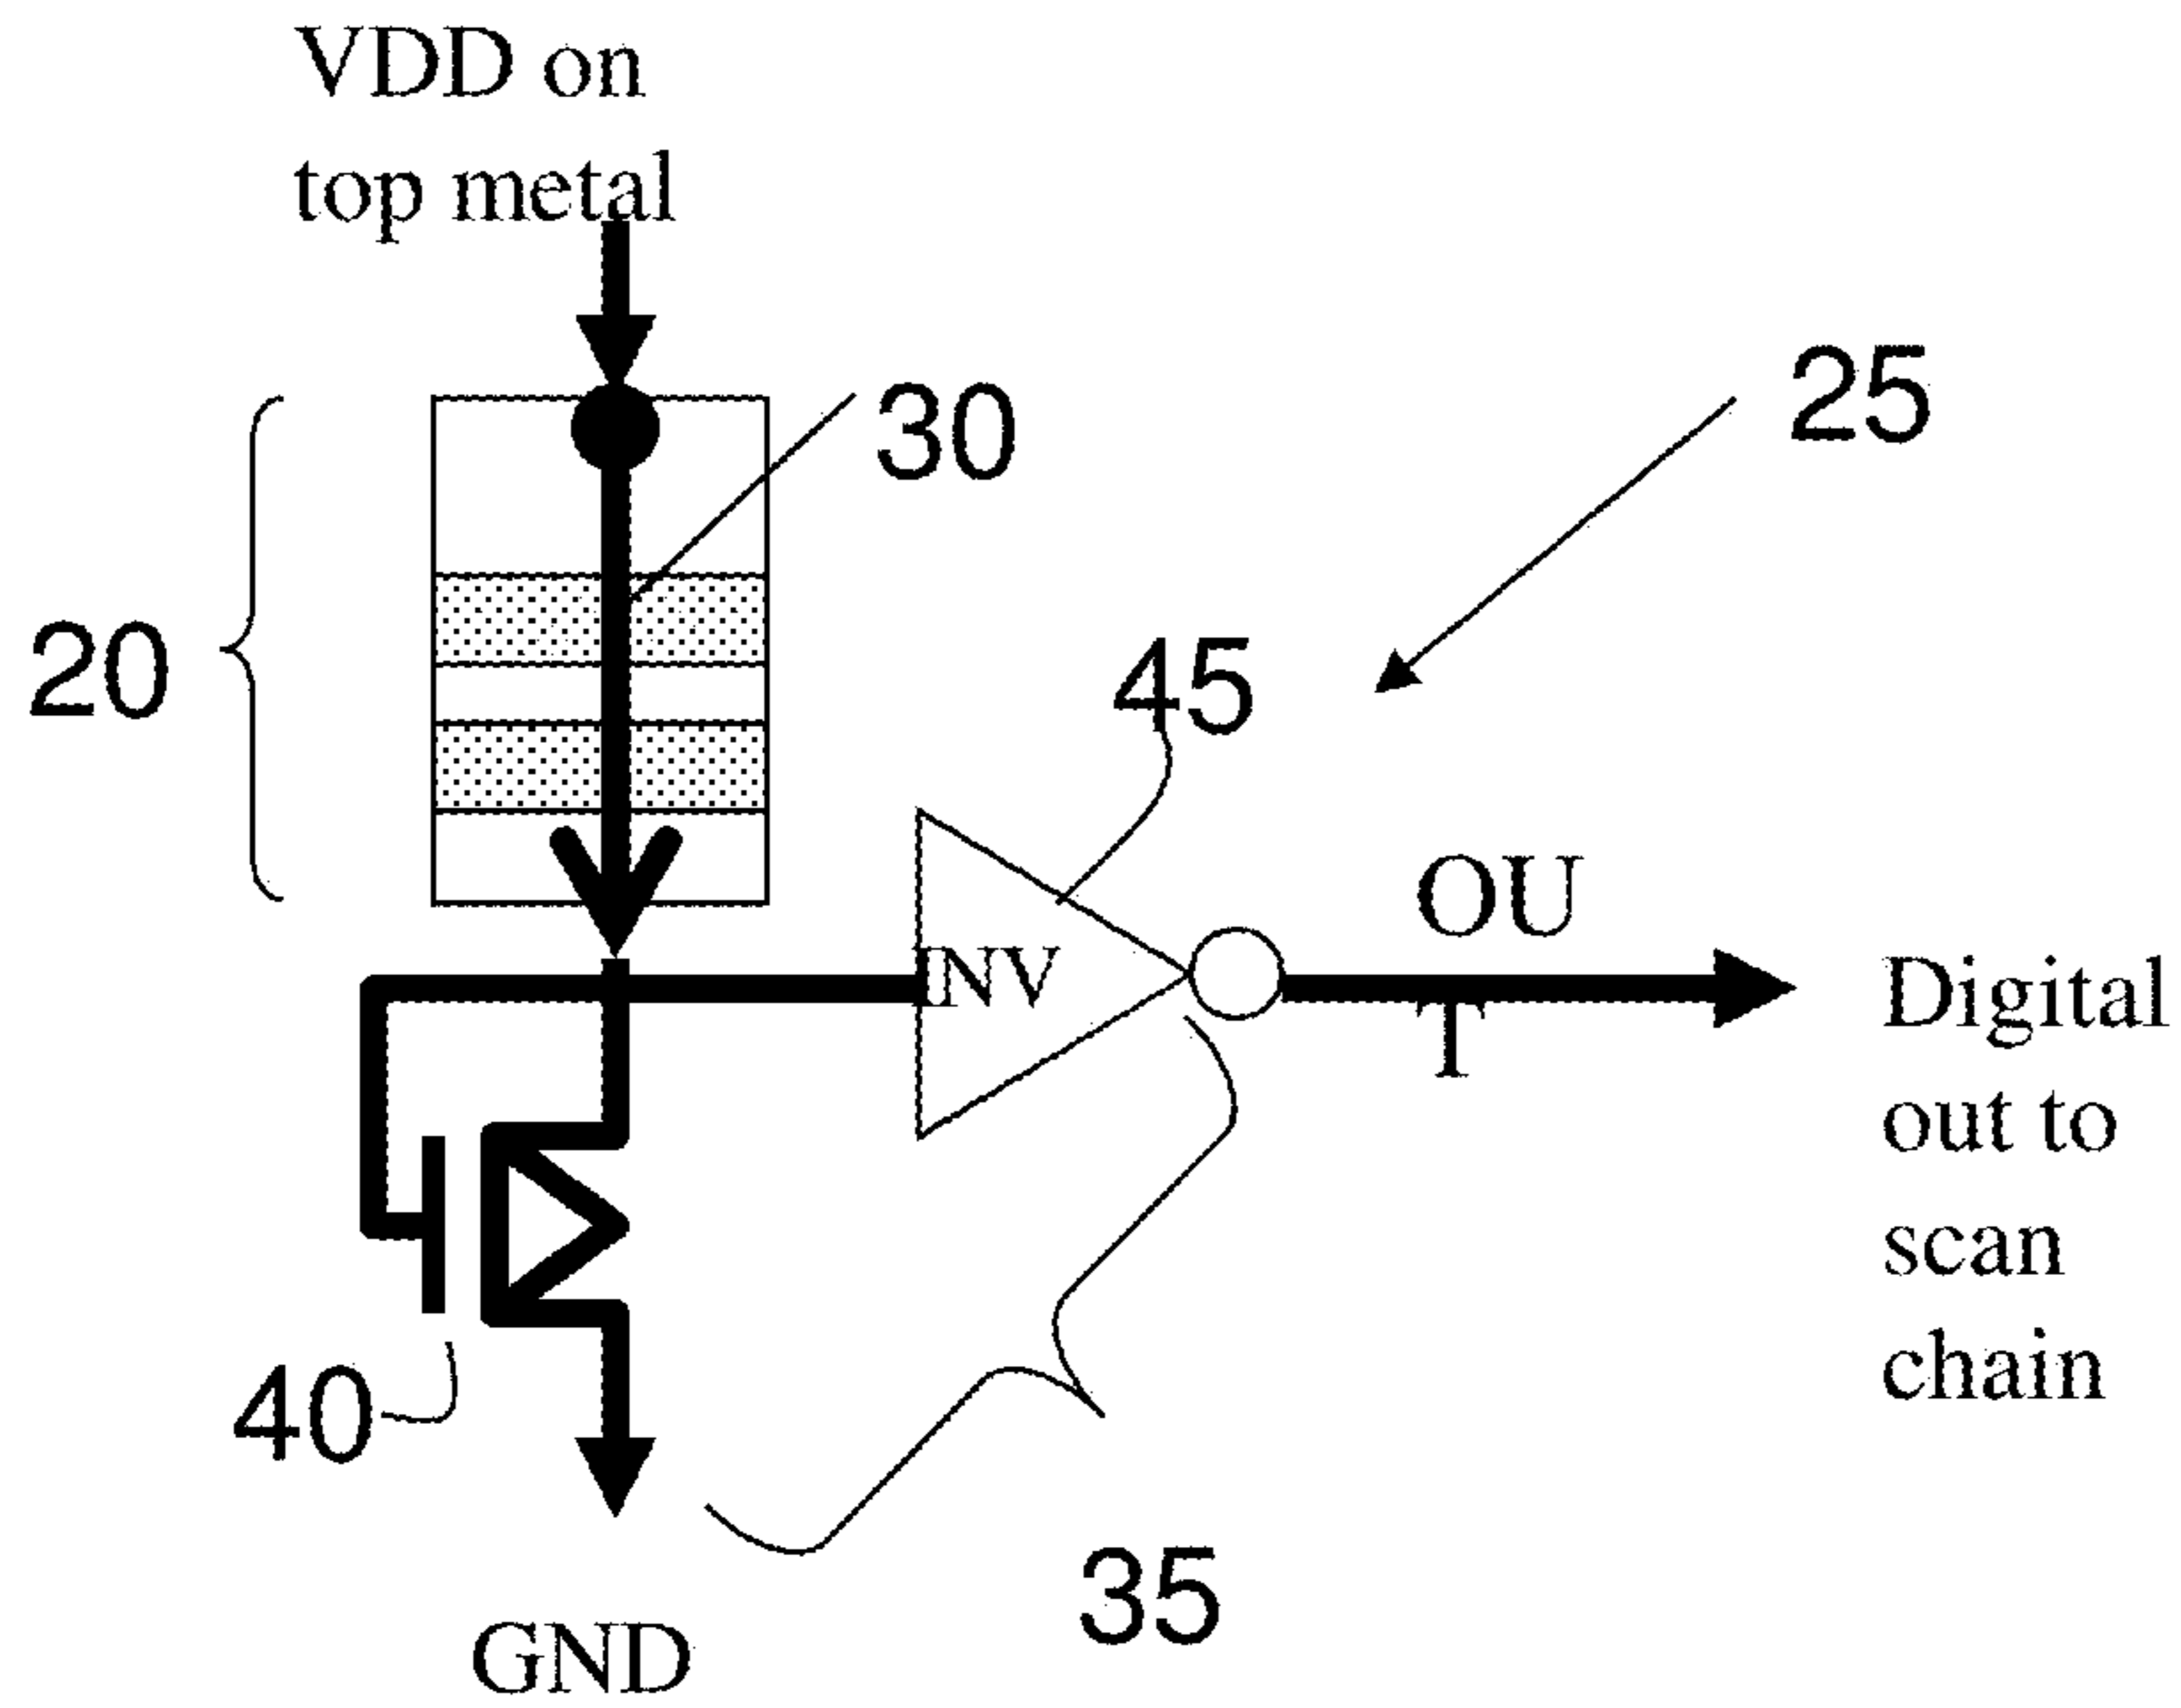 VDD on
top metal
30
25
20
45
OU
INV
T
Digital
out to
scan
chain
40
35
GND